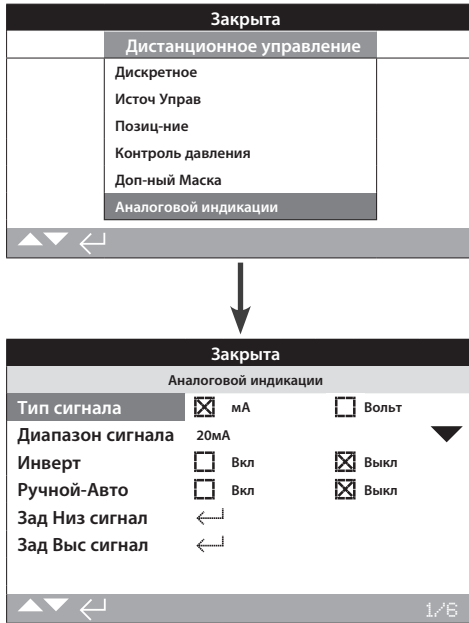 Закрыта
Дистанционное управление
Дискретное
Источ Управ
Позиц-ние
Контроль давления
Доп-ный Маска
Аналоговой индикации
Закрыта
Аналоговой индикации
Тип сигнала мА Вольт
Диапазон сигнала 20мА
Инверт Вкл Выкл
Ручной-Авто Вкл Выкл
Зад Низ сигнал
Зад Выс сигнал
1/6